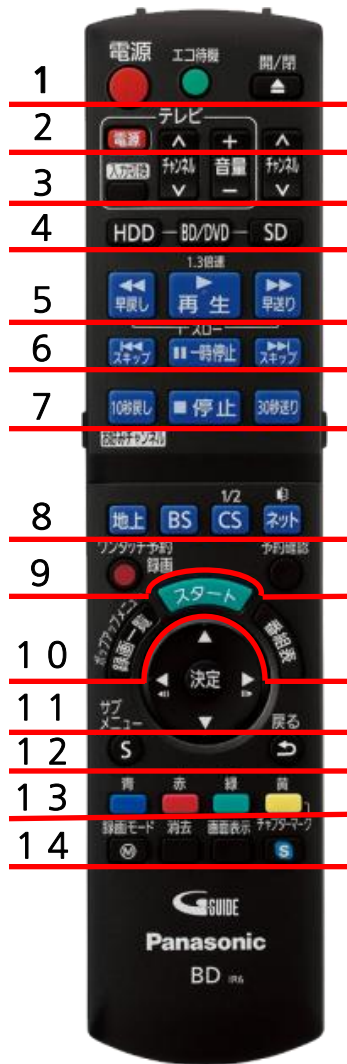 電源 エコ待機 開/閉
1
テレビ
2 電源 ∧ + ∧
入力切換 チャンネル 音量 チャンネル
3 ∨ − ∨
4 HDD BD/DVD SD
1.3倍速
5 早戻し 再生 早送り
スロー
6 スキップ 一時停止 スキップ
7 10秒戻し 停止 30秒送り
1/2
8 地上 BS CS ネット
ワンタッチ予約 予約確認
録画
9
スタート
ポップアップメニュー
録画一覧 番組表
10
決定
11 サブ
メニュー 戻る
12 S
青 赤 緑 黄
13
録画モード 消去 画面表示 チャプターマーク
14 M S
G GUIDE
Panasonic
BD IR6